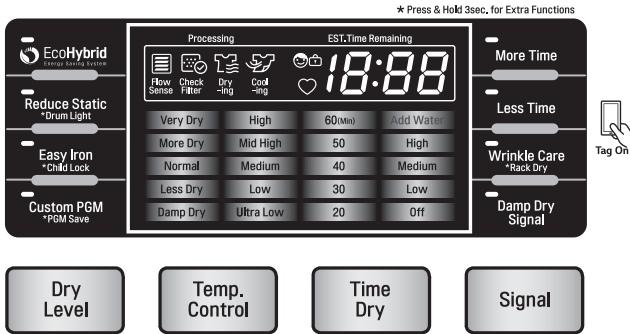 * Press & Hold 3sec. for Extra Functions
Processing
EST.Time Remaining
EcoHybrid
Energy Saving System
Flow Sense
Check Filter
Dry -ing
Cool -ing
18:88
More Time
Reduce Static
*Drum Light
Less Time
Easy Iron
*Child Lock
Wrinkle Care
*Rack Dry
Custom PGM
*PGM Save
Damp Dry
Signal
Very Dry High 60(Min) Add Water
More Dry Mid High 50 High
Normal Medium 40 Medium
Less Dry Low 30 Low
Damp Dry Ultra Low 20 Off
Tag On
Dry
Level
Temp.
Control
Time
Dry
Signal